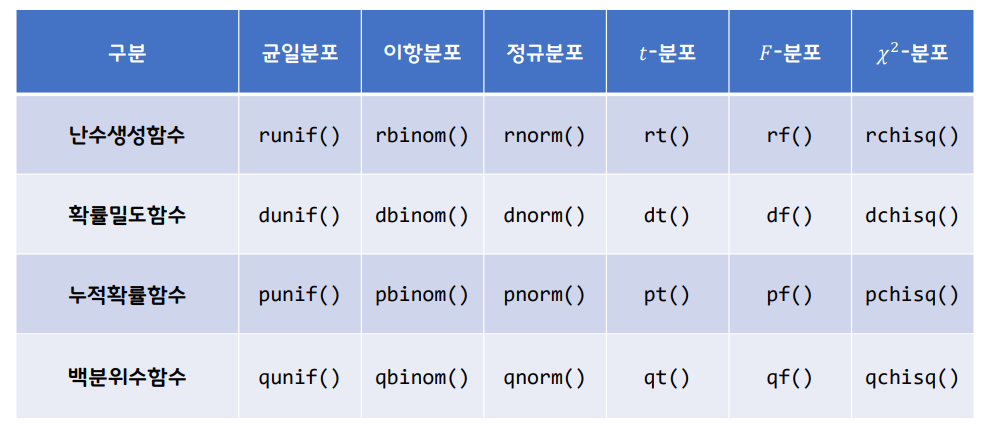 구분 균일분포 이항분포 정규분포 t-분포 F-분포 χ²-분포
난수생성함수 runif() rbinom() rnorm() rt() rf() rchisq()
확률밀도함수 dunif() dbinom() dnorm() dt() df() dchisq()
누적확률함수 punif() pbinom() pnorm() pt() pf() pchisq()
백분위수함수 qunif() qbinom() qnorm() qt() qf() qchisq()